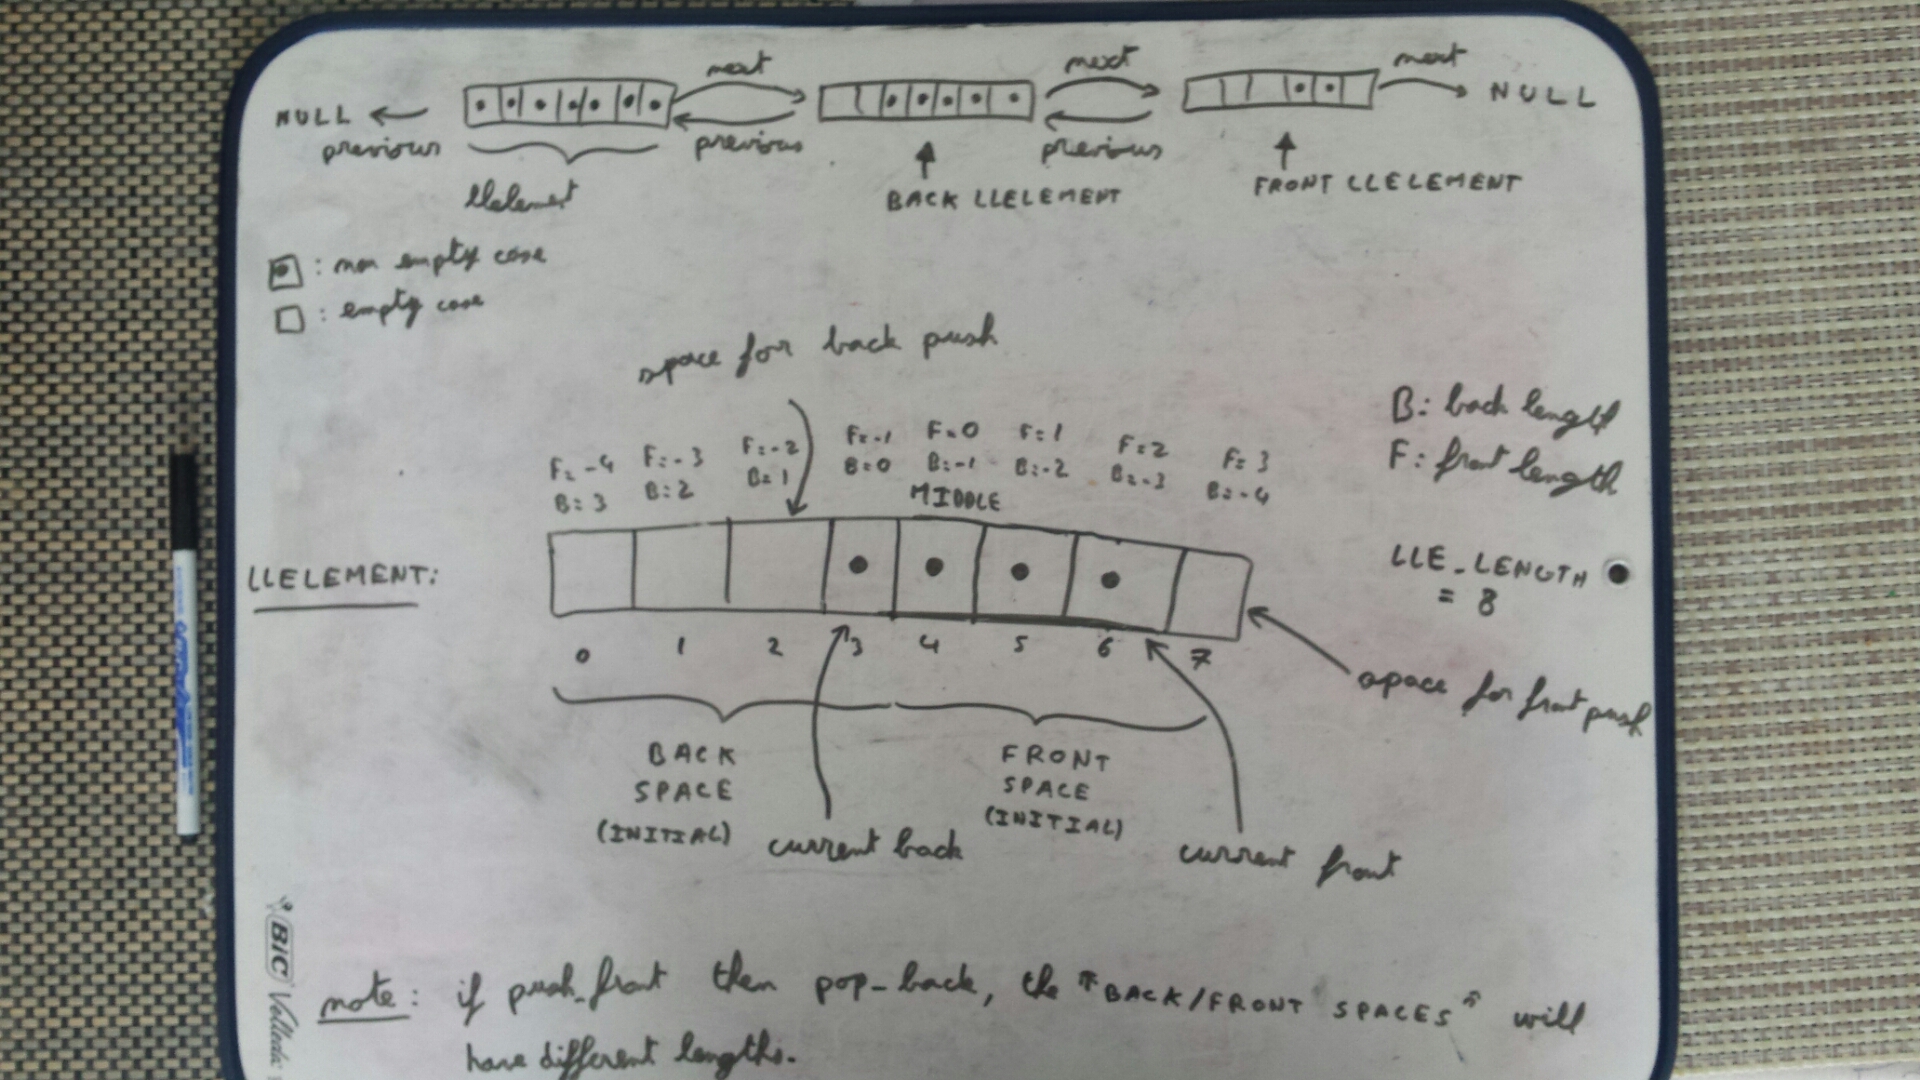 next next next
NULL NULL
previous previous previous
llelement BACK LLELEMENT FRONT LLELEMENT
: non empty case
: empty case
space for back push
B: back length
F: front length
F=-4 F=-3 F=-2 F=-1 F=0 F=1 F=2 F=3
B=3 B=2 B=1 B=0 B=-1 B=-2 B=-3 B=-4
MIDDLE
LLELEMENT:
LLE_LENGTH
= 8
0 1 2 3 4 5 6 7
space for front push
BACK
SPACE
(INITIAL)
FRONT
SPACE
(INITIAL)
current back
current front
note: if push_front then pop_back, the "BACK/FRONT SPACES" will
have different lengths.
BIC Velleda